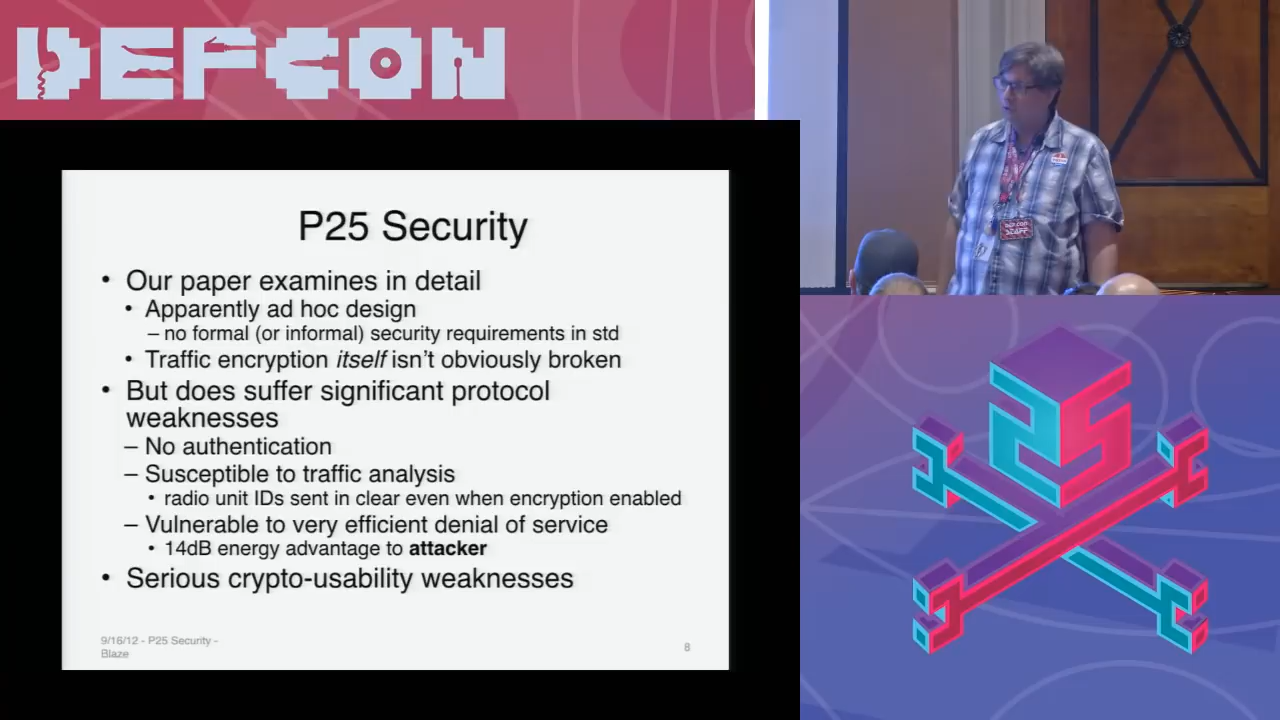 DEFCON
P25 Security
• Our paper examines in detail
• Apparently ad hoc design
– no formal (or informal) security requirements in std
• Traffic encryption itself isn't obviously broken
• But does suffer significant protocol
weaknesses
– No authentication
– Susceptible to traffic analysis
• radio unit IDs sent in clear even when encryption enabled
– Vulnerable to very efficient denial of service
• 14dB energy advantage to attacker
• Serious crypto-usability weaknesses
9/16/12 - P25 Security -
Blaze
8
DEFCON
25